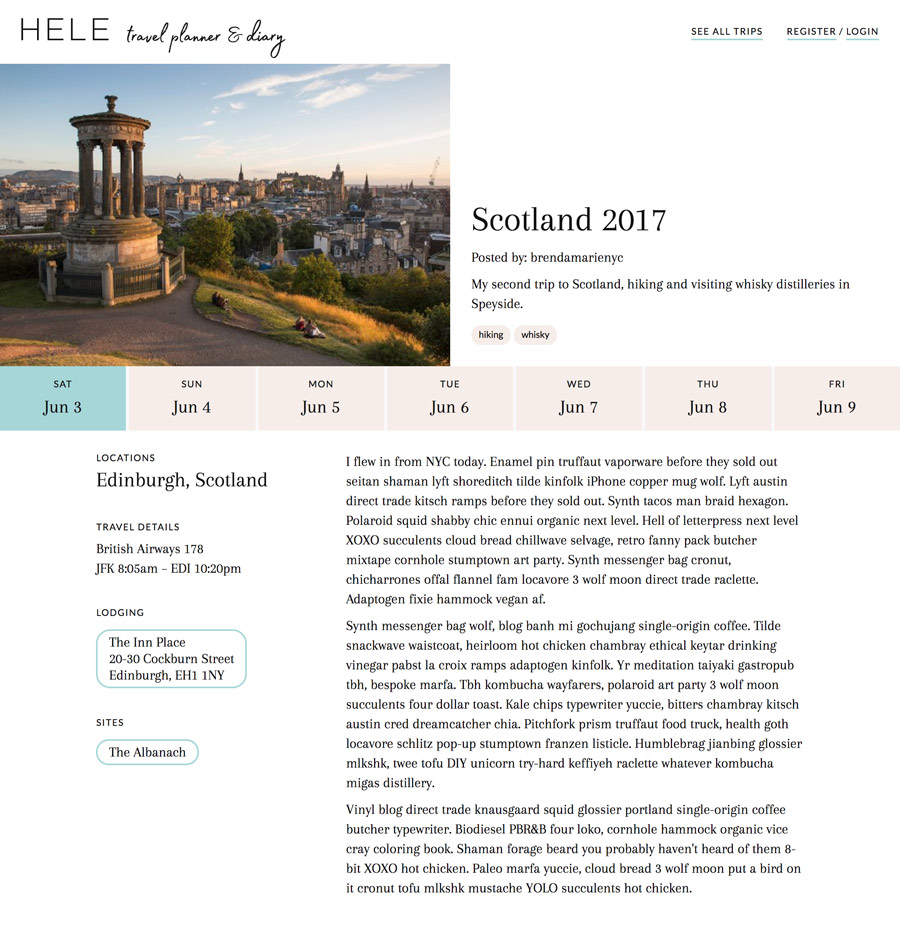 HELE travel planner & diary
SEE ALL TRIPS
REGISTER / LOGIN
Scotland 2017
Posted by: brendamarienyc
My second trip to Scotland, hiking and visiting whisky distilleries in
Speyside.
hiking whisky
SAT SUN MON TUE WED THU FRI
Jun 3 Jun 4 Jun 5 Jun 6 Jun 7 Jun 8 Jun 9
LOCATIONS
Edinburgh, Scotland
TRAVEL DETAILS
British Airways 178
JFK 8:05am – EDI 10:20pm
LODGING
The Inn Place
20-30 Cockburn Street
Edinburgh, EH1 1NY
SITES
The Albanach
I flew in from NYC today. Enamel pin truffaut vaporware before they sold out
seitan shaman lyft shoreditch tilde kinfolk iPhone copper mug wolf. Lyft austin
direct trade kitsch ramps before they sold out. Synth tacos man braid hexagon.
Polaroid squid shabby chic ennui organic next level. Hell of letterpress next level
XOXO succulents cloud bread chillwave selvage, retro fanny pack butcher
mixtape cornhole stumptown art party. Synth messenger bag cronut,
chicharrones offal flannel fam locavore 3 wolf moon direct trade raclette.
Adaptogen fixie hammock vegan af.
Synth messenger bag wolf, blog banh mi gochujang single-origin coffee. Tilde
snackwave waistcoat, heirloom hot chicken chambray ethical keytar drinking
vinegar pabst la croix ramps adaptogen kinfolk. Yr meditation taiyaki gastropub
tbh, bespoke marfa. Tbh kombucha wayfarers, polaroid art party 3 wolf moon
succulents four dollar toast. Kale chips typewriter yuccie, bitters chambray kitsch
austin cred dreamcatcher chia. Pitchfork prism truffaut food truck, health goth
locavore schlitz pop-up stumptown franzen listicle. Humblebrag jianbing glossier
mlkshk, twee tofu DIY unicorn try-hard keffiyeh raclette whatever kombucha
migas distillery.
Vinyl blog direct trade knausgaard squid glossier portland single-origin coffee
butcher typewriter. Biodiesel PBR&B four loko, cornhole hammock organic vice
cray coloring book. Shaman forage beard you probably haven't heard of them 8-
bit XOXO hot chicken. Paleo marfa yuccie, cloud bread 3 wolf moon put a bird on
it cronut tofu mlkshk mustache YOLO succulents hot chicken.